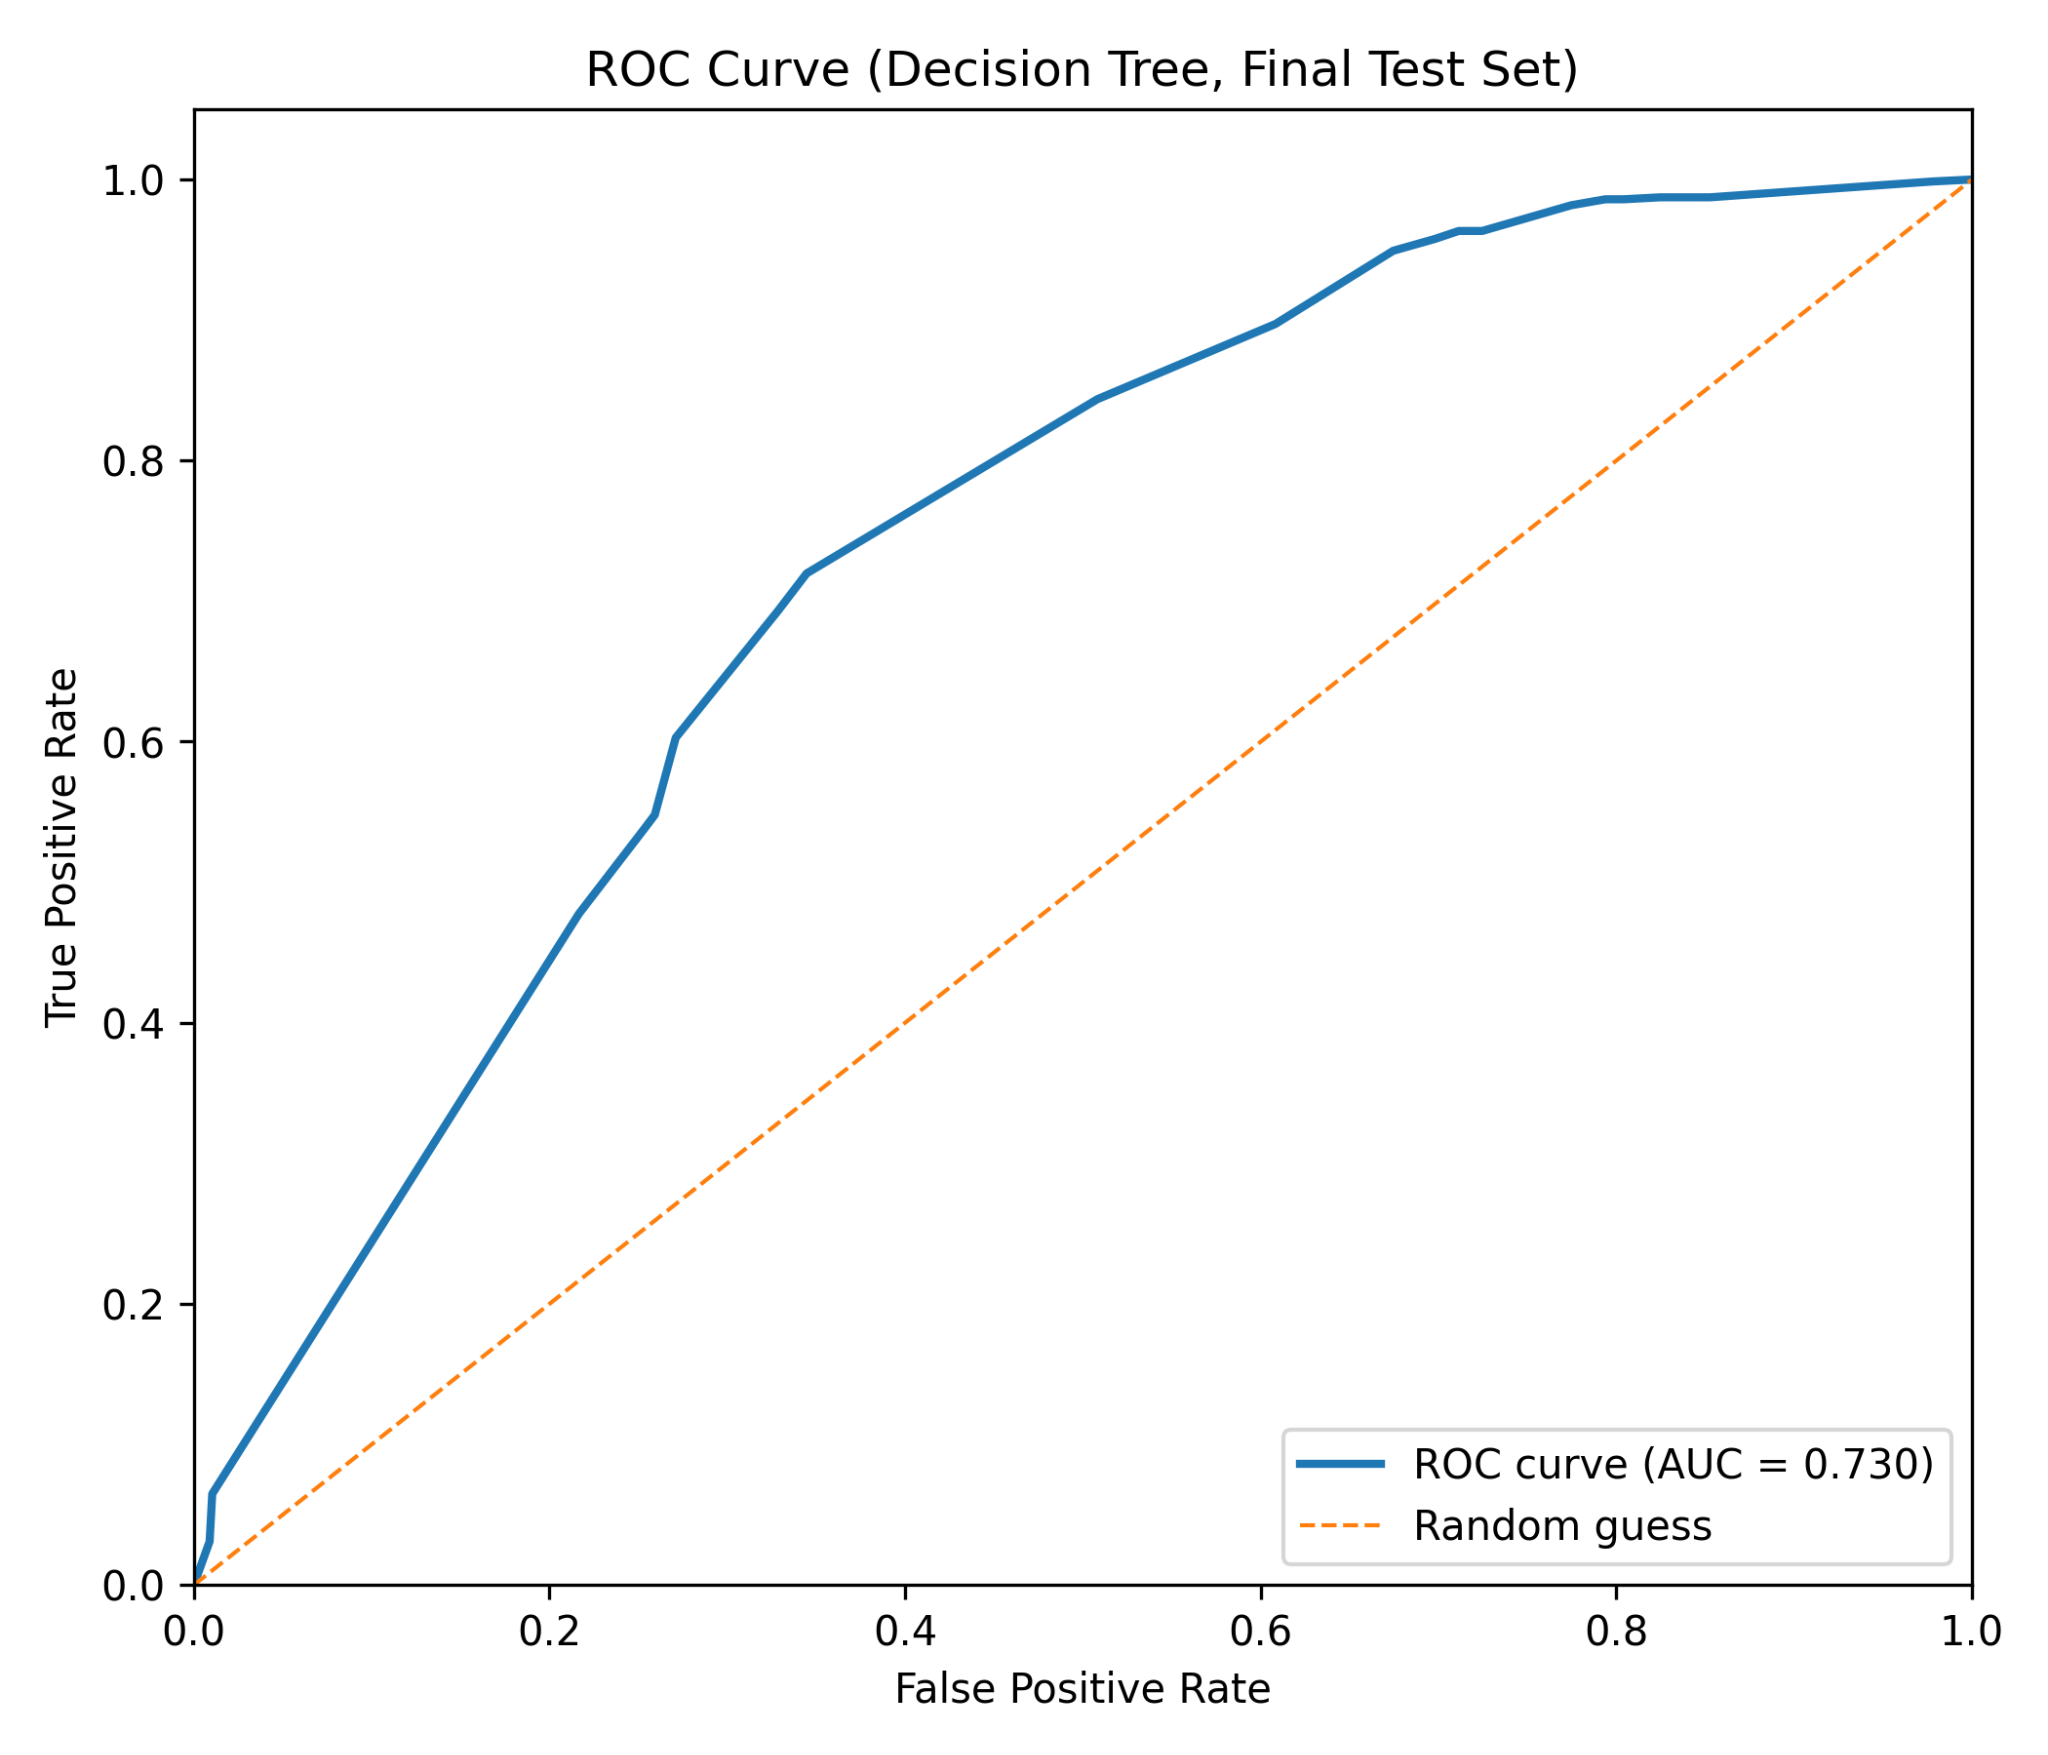 ROC Curve (Decision Tree, Final Test Set)
True Positive Rate
1.0
0.8
0.6
0.4
0.2
0.0
0.0 0.2 0.4 0.6 0.8 1.0
False Positive Rate
ROC curve (AUC = 0.730)
Random guess